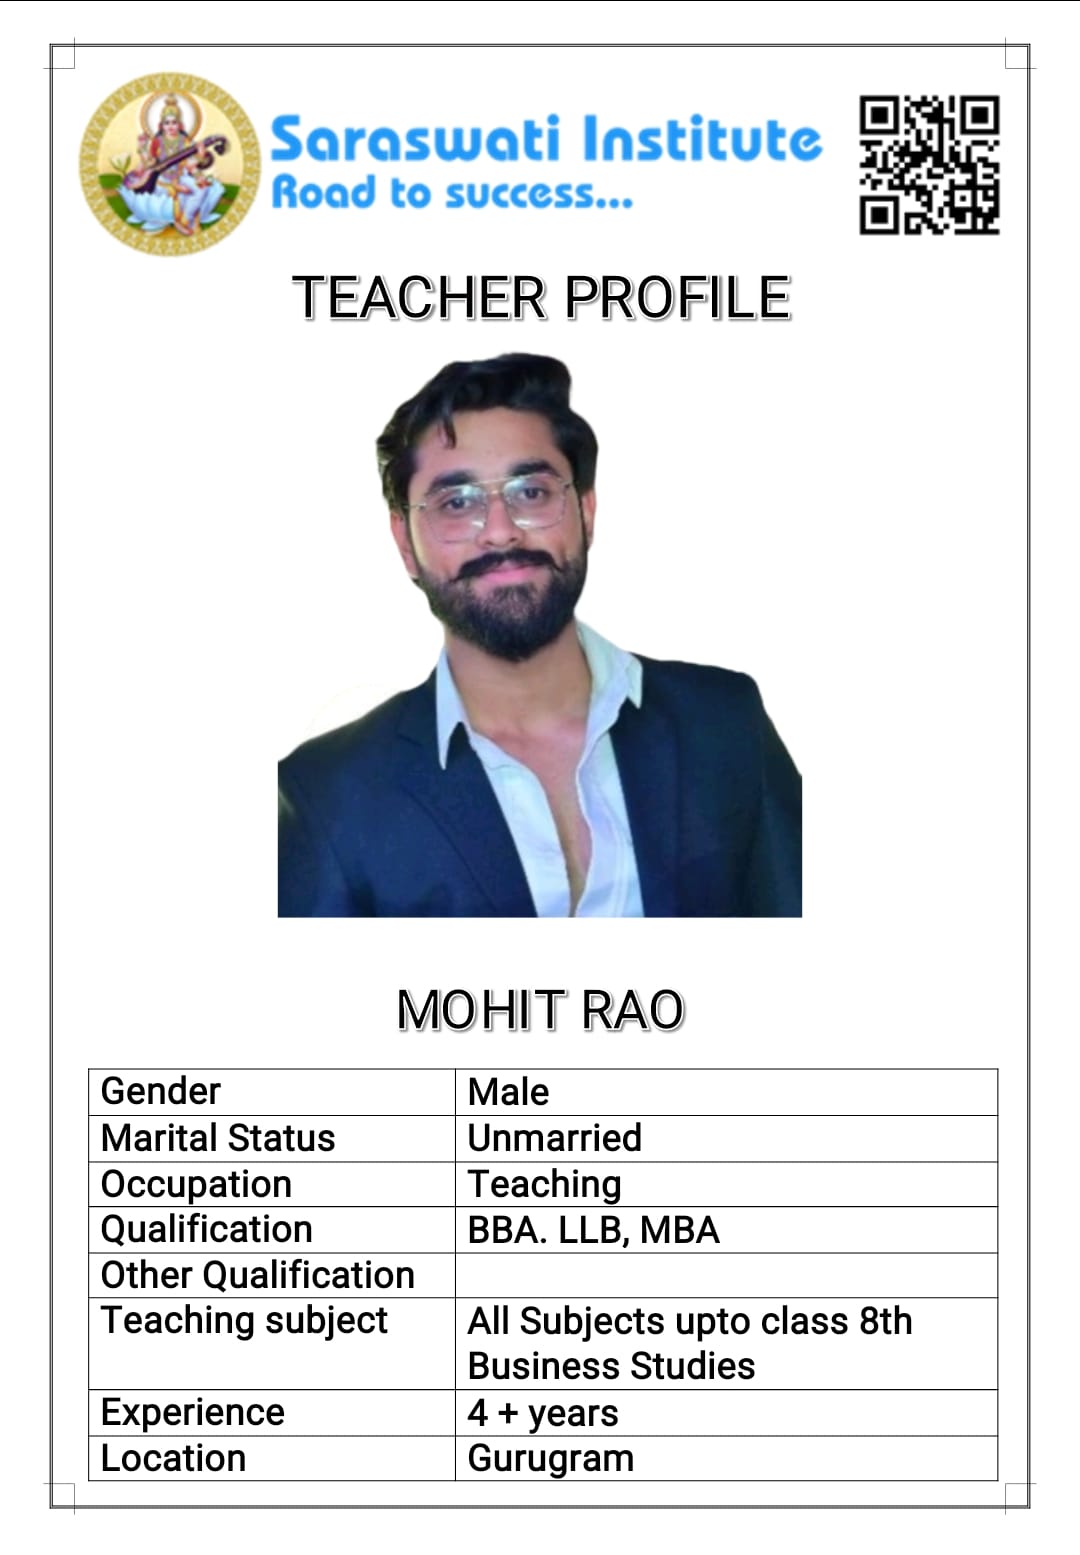 Saraswati Institute
Road to success...
TEACHER PROFILE
MOHIT RAO
Gender Male
Marital Status Unmarried
Occupation Teaching
Qualification BBA. LLB, MBA
Other Qualification
Teaching subject All Subjects upto class 8th
Business Studies
Experience 4 + years
Location Gurugram